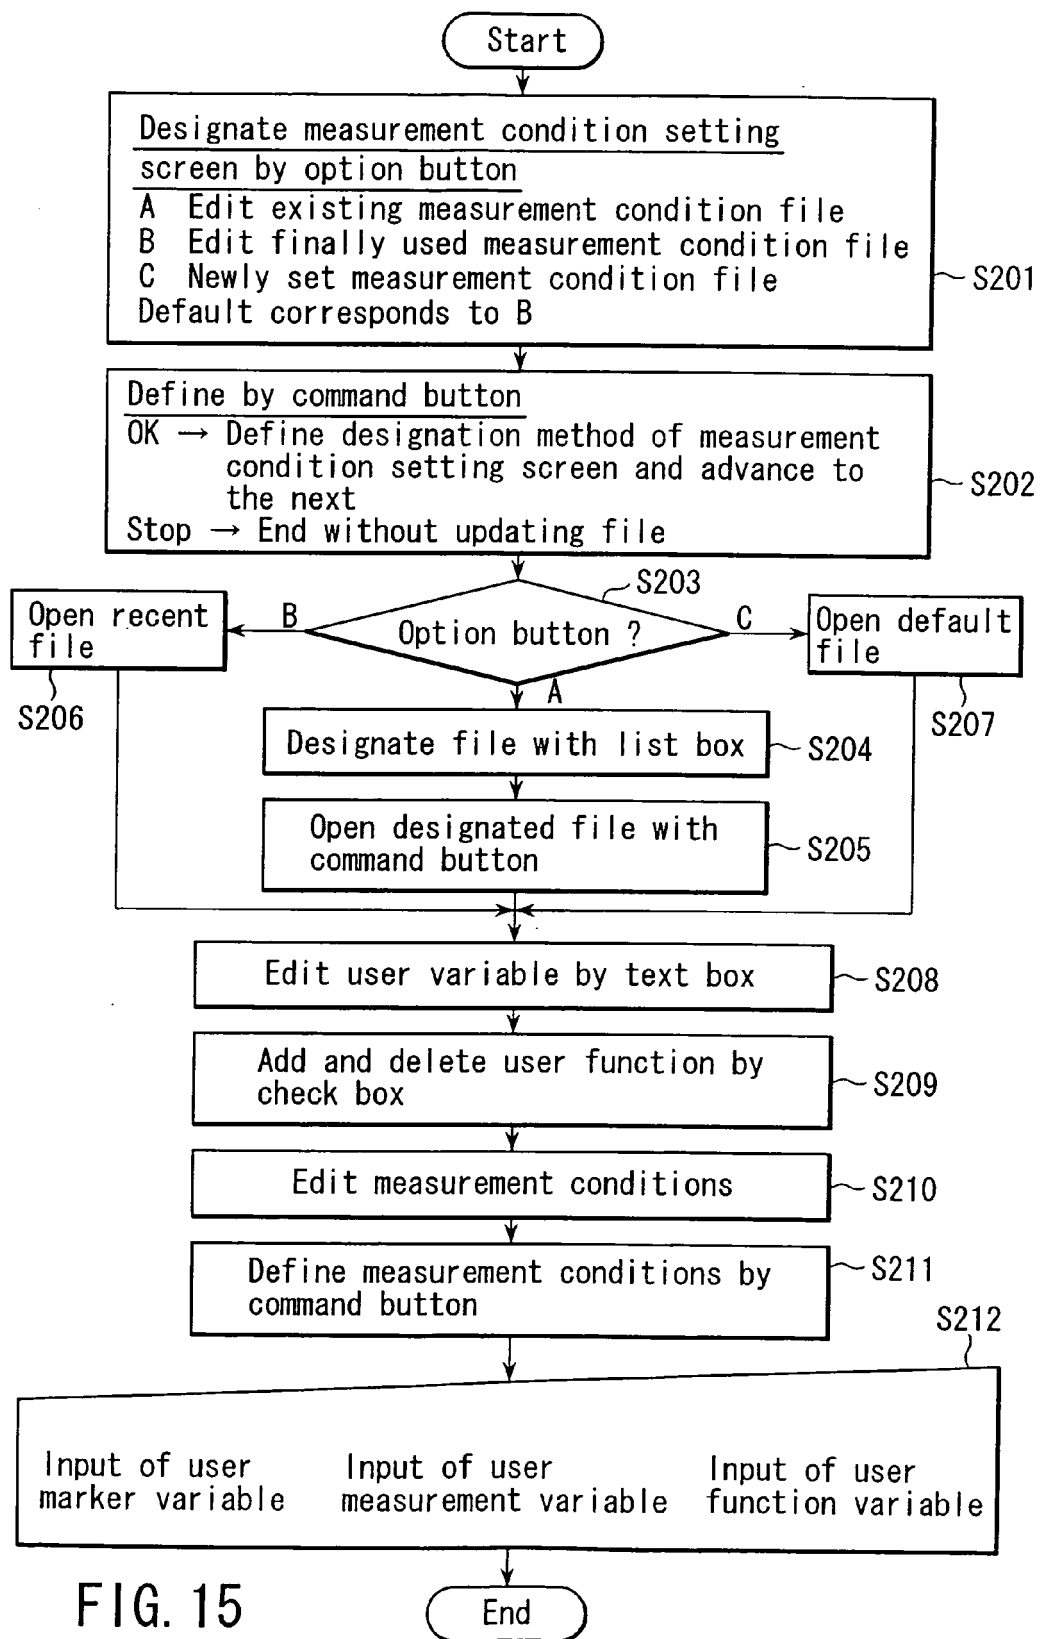 Start
Designate measurement condition setting
screen by option button
A Edit existing measurement condition file
B Edit finally used measurement condition file
C Newly set measurement condition file
Default corresponds to B
S201
Define by command button
OK → Define designation method of measurement
condition setting screen and advance to
the next
Stop → End without updating file
S202
S203
Option button ?
B
C
A
Open recent
file
S206
Open default
file
S207
Designate file with list box
S204
Open designated file with
command button
S205
Edit user variable by text box
S208
Add and delete user function by
check box
S209
Edit measurement conditions
S210
Define measurement conditions by
command button
S211
S212
Input of user
marker variable
Input of user
measurement variable
Input of user
function variable
End
FIG. 15